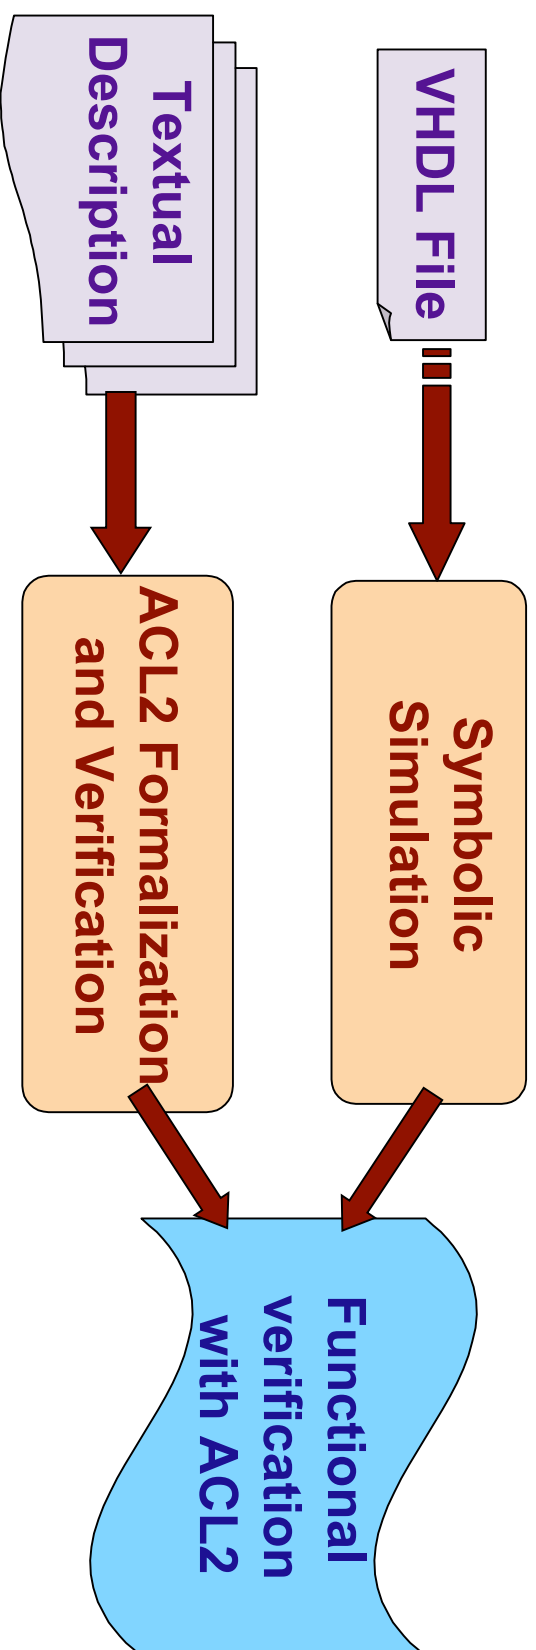 VHDL File
Symbolic
Simulation
Textual
Description
ACL2 Formalization
and Verification
Functional
verification
with ACL2